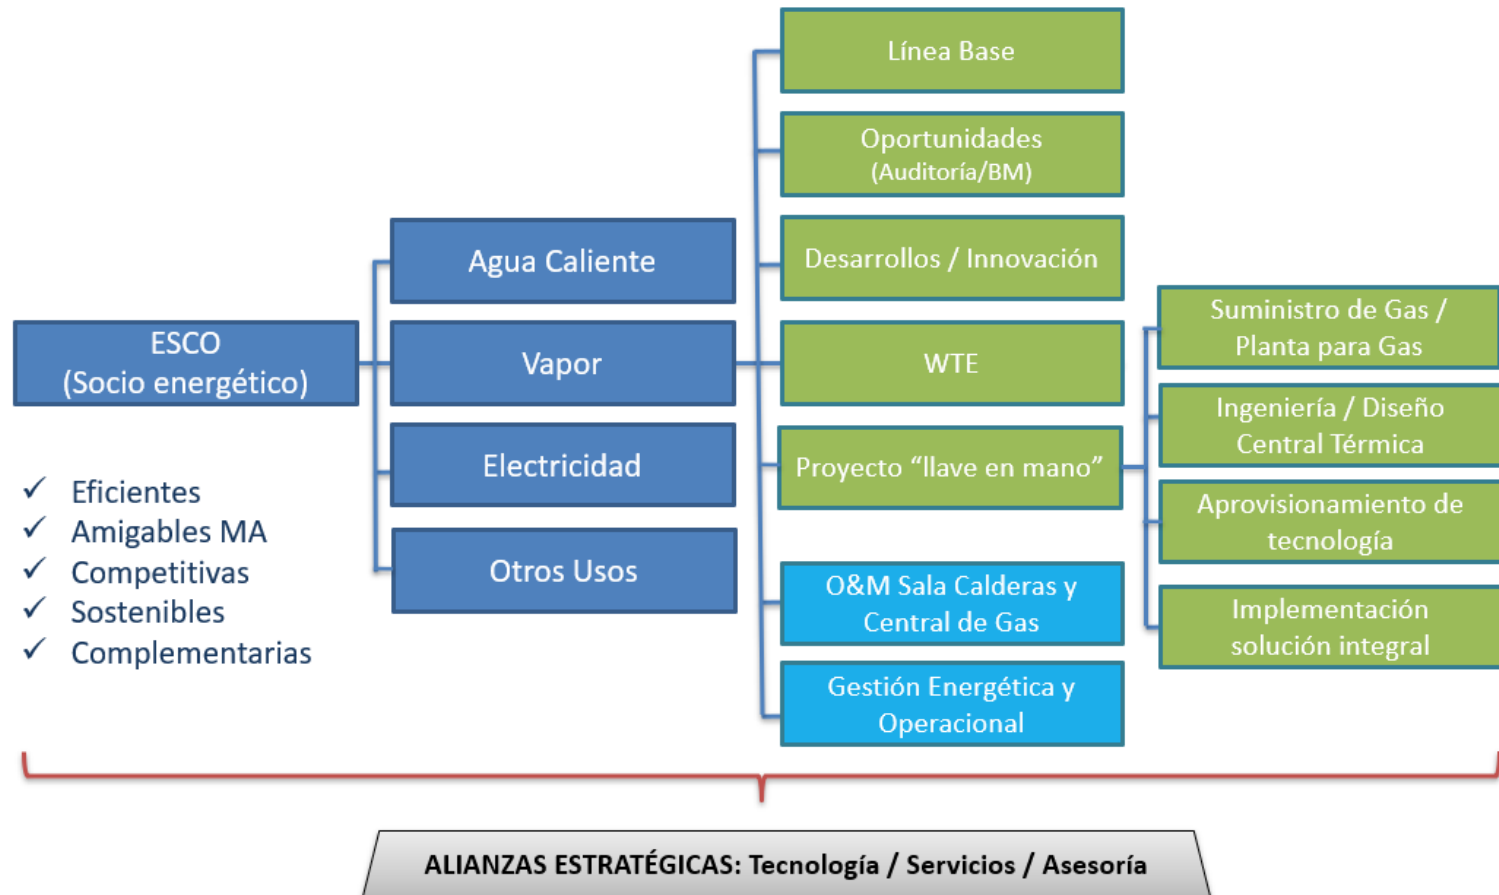 ESCO
(Socio energético)
✓ Eficientes
✓ Amigables MA
✓ Competitivas
✓ Sostenibles
✓ Complementarias
Agua Caliente
Vapor
Electricidad
Otros Usos
Línea Base
Oportunidades
(Auditoría/BM)
Desarrollos / Innovación
WTE
Proyecto “llave en mano”
O&M Sala Calderas y
Central de Gas
Gestión Energética y
Operacional
Suministro de Gas /
Planta para Gas
Ingeniería / Diseño
Central Térmica
Aprovisionamiento de
tecnología
Implementación
solución integral
ALIANZAS ESTRATÉGICAS: Tecnología / Servicios / Asesoría